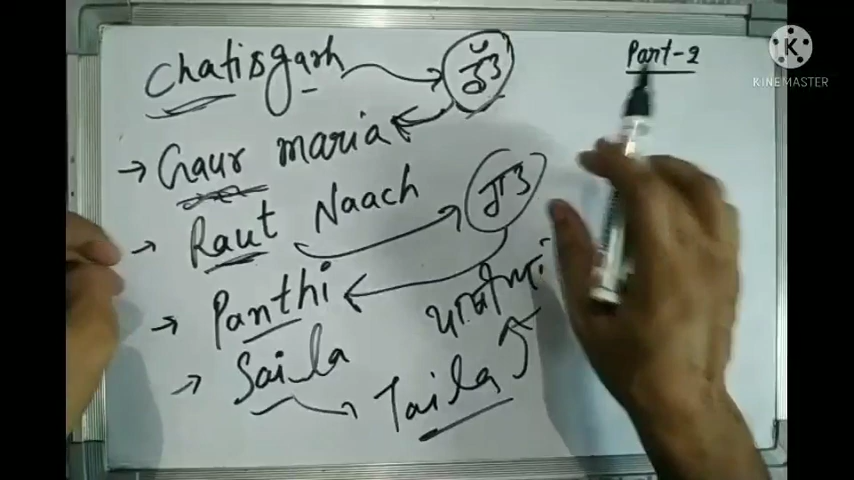 Part-2
KINEMASTER
Chatisgarh
Gaur maria
Raut Naach
Panthi
Saila
Taila